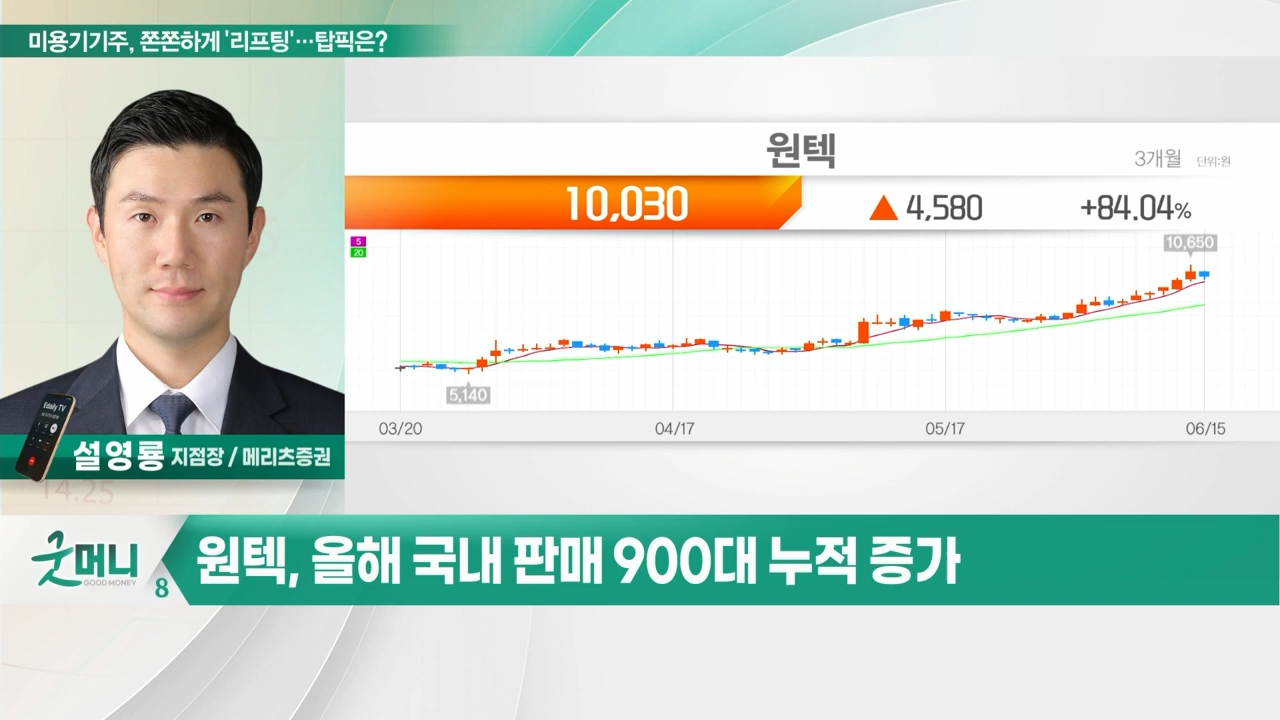 미용기기주, 쫀쫀하게 '리프팅'…탑픽은?
원텍
3개월 단위:원
10,030 ▲ 4,580 +84.04%
5
20
10,650
5,140
03/20 04/17 05/17 06/15
Edaily TV
설영룡 지점장 / 메리츠증권
14.25
굿머니
GOOD MONEY
8
원텍, 올해 국내 판매 900대 누적 증가